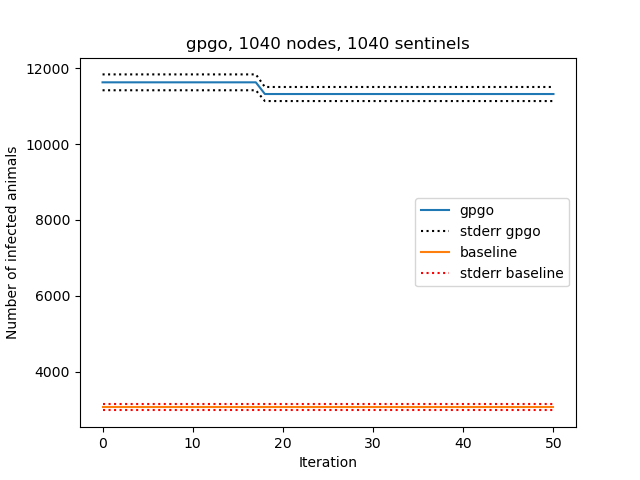 gpgo, 1040 nodes, 1040 sentinels
12000
10000
8000
6000
4000
Number of infected animals
gpgo
stderr gpgo
baseline
stderr baseline
0 10 20 30 40 50
Iteration